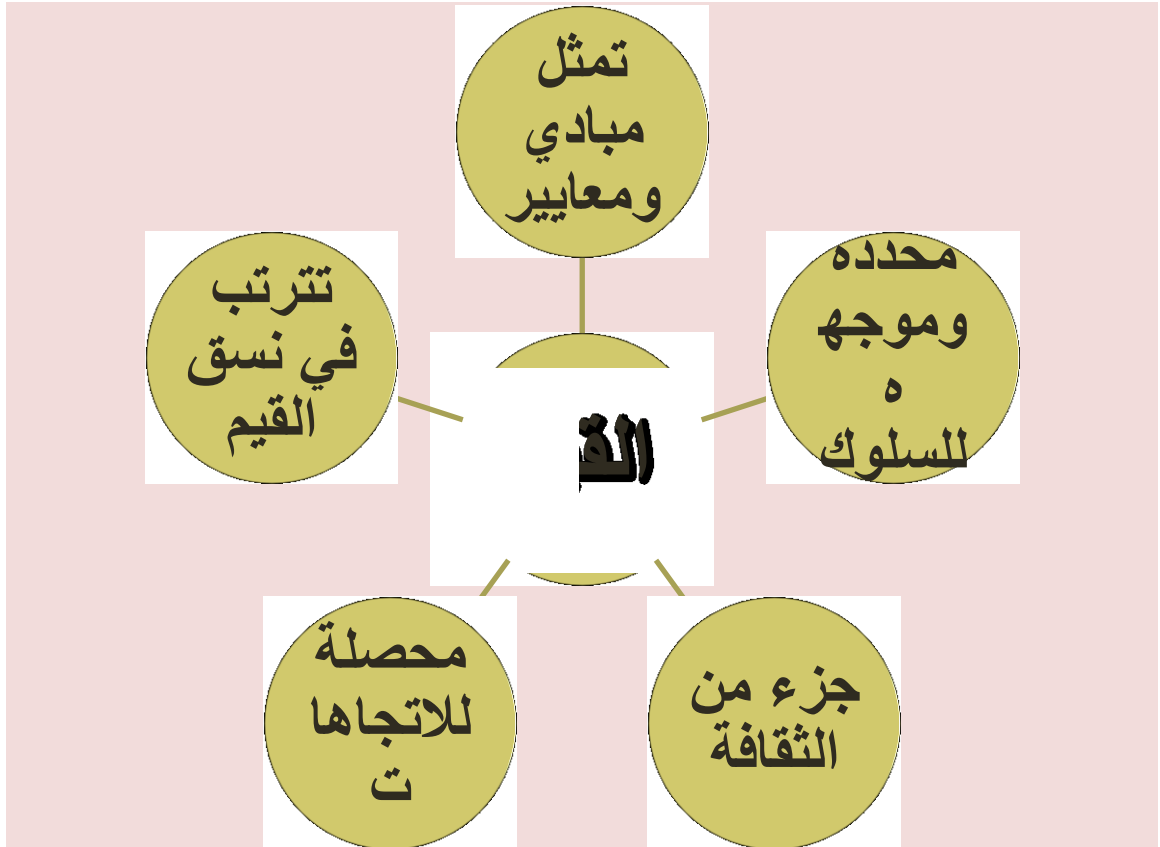 تمثل
مبادي
ومعايير
محدده
وموجه
ه
للسلوك
جزء من
الثقافة
محصلة
للاتجاها
ت
تترتب
في نسق
القيم